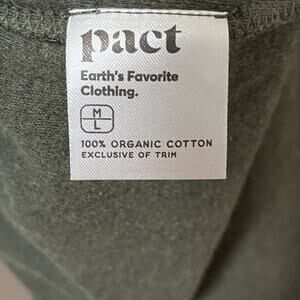 pact
Earth's Favorite
Clothing.
M
L
100% ORGANIC COTTON
EXCLUSIVE OF TRIM